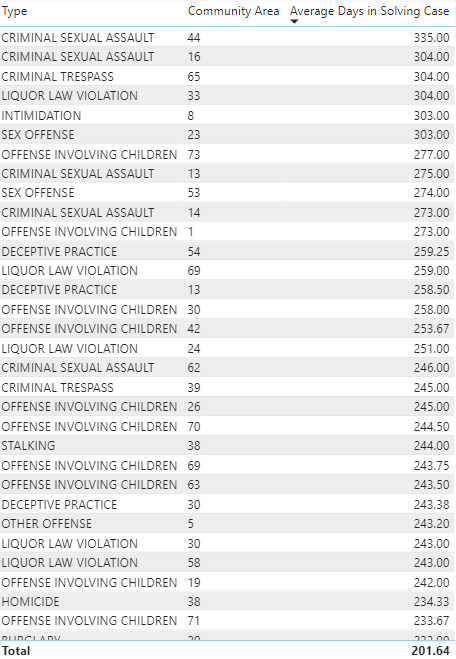 Type Community Area Average Days in Solving Case
CRIMINAL SEXUAL ASSAULT 44 335.00
CRIMINAL SEXUAL ASSAULT 16 304.00
CRIMINAL TRESPASS 65 304.00
LIQUOR LAW VIOLATION 33 304.00
INTIMIDATION 8 303.00
SEX OFFENSE 23 303.00
OFFENSE INVOLVING CHILDREN 73 277.00
CRIMINAL SEXUAL ASSAULT 13 275.00
SEX OFFENSE 53 274.00
CRIMINAL SEXUAL ASSAULT 14 273.00
OFFENSE INVOLVING CHILDREN 1 273.00
DECEPTIVE PRACTICE 54 259.25
LIQUOR LAW VIOLATION 69 259.00
DECEPTIVE PRACTICE 13 258.50
OFFENSE INVOLVING CHILDREN 30 258.00
OFFENSE INVOLVING CHILDREN 42 253.67
LIQUOR LAW VIOLATION 24 251.00
CRIMINAL SEXUAL ASSAULT 62 246.00
CRIMINAL TRESPASS 39 245.00
OFFENSE INVOLVING CHILDREN 26 245.00
OFFENSE INVOLVING CHILDREN 70 244.50
STALKING 38 244.00
OFFENSE INVOLVING CHILDREN 69 243.75
OFFENSE INVOLVING CHILDREN 63 243.50
DECEPTIVE PRACTICE 30 243.38
OTHER OFFENSE 5 243.20
LIQUOR LAW VIOLATION 30 243.00
LIQUOR LAW VIOLATION 58 243.00
OFFENSE INVOLVING CHILDREN 19 242.00
HOMICIDE 38 234.33
OFFENSE INVOLVING CHILDREN 71 233.67
BURGLARY
Total 201.64